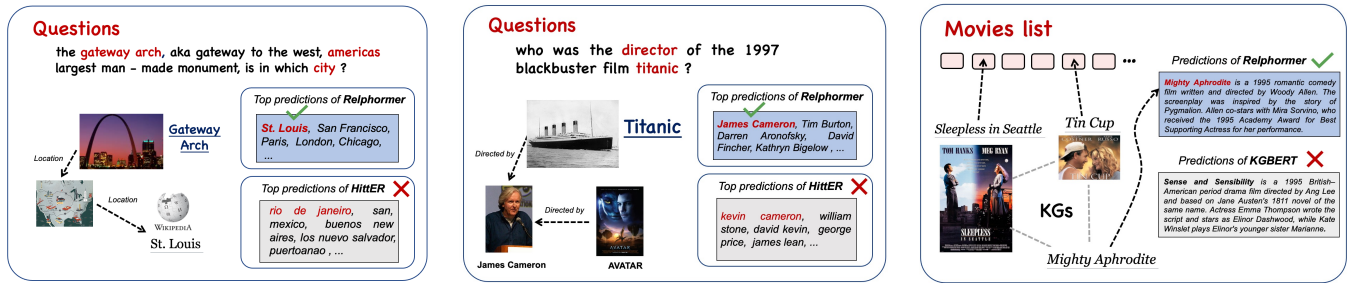 Questions
the gateway arch, aka gateway to the west, americas
largest man - made monument, is in which city ?
Gateway
Arch
Location
Location
WIKIPEDIA
St. Louis
Top predictions of Relphormer
St. Louis, San Francisco,
Paris, London, Chicago,
...
Top predictions of HittER
rio de janeiro, san,
mexico, buenos new
aires, los nuevo salvador,
puertoanao , ...
Questions
who was the director of the 1997
blackbuster film titanic ?
Titanic
Directed by
Directed by
James Cameron
AVATAR
AVATAR
Top predictions of Relphormer
James Cameron, Tim Burton,
Darren Aronofsky, David
Fincher, Kathryn Bigelow , ...
Top predictions of HittER
kevin cameron, william
stone, david kevin, george
price, james lean, ...
Movies list
...
Sleepless in Seattle
Tin Cup
TOM HANKS MEG RYAN
SLEEPLESS
IN SEATTLE
KGs
Mighty Aphrodite
Predictions of Relphormer
Mighty Aphrodite is a 1995 romantic comedy
film written and directed by Woody Allen. The
screenplay was inspired by the story of
Pygmalion. Allen co-stars with Mira Sorvino, who
received the 1995 Academy Award for Best
Supporting Actress for her performance.
Predictions of KGBERT
Sense and Sensibility is a 1995 British–
American period drama film directed by Ang Lee
and based on Jane Austen's 1811 novel of the
same name. Actress Emma Thompson wrote the
script and stars as Elinor Dashwood, while Kate
Winslet plays Elinor's younger sister Marianne.